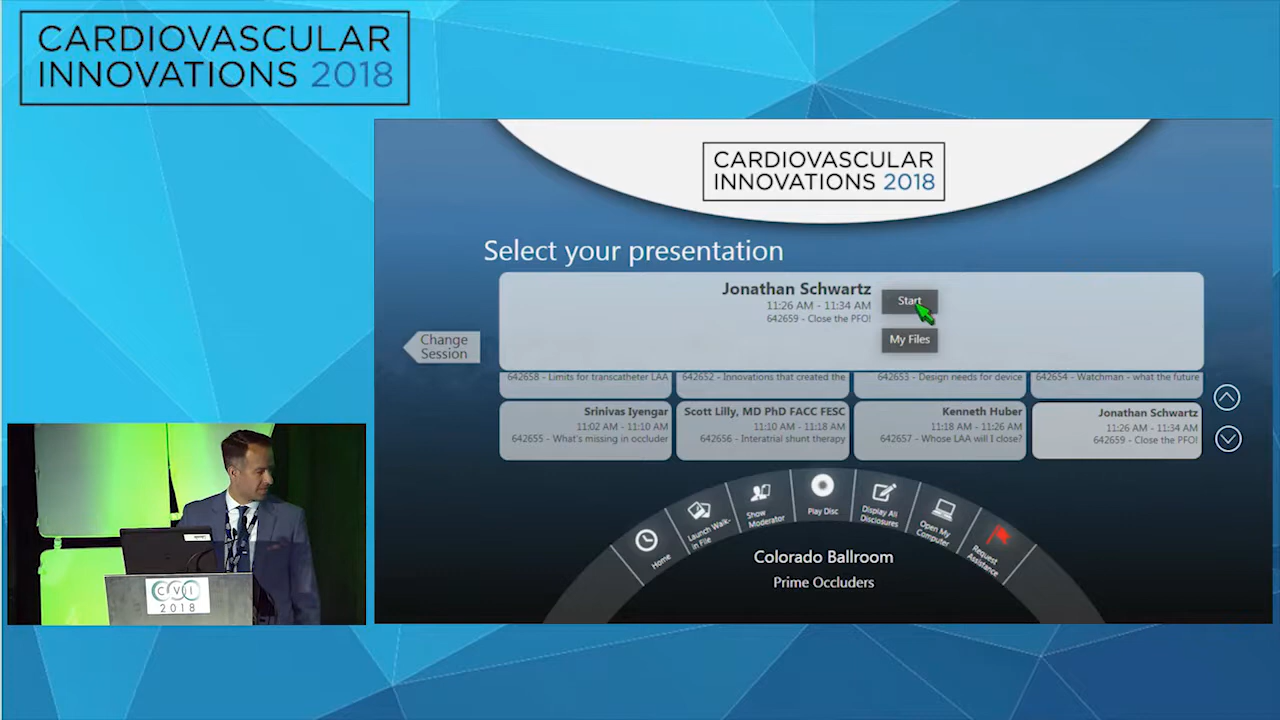 CARDIOVASCULAR
INNOVATIONS 2018
CARDIOVASCULAR
INNOVATIONS 2018
Select your presentation
Jonathan Schwartz
11:26 AM - 11:34 AM
642659 - Close the PFO!
Start
My Files
Change
Session
642658 - Limits for transcatheter LAA
642652 - Innovations that created the
642653 - Design needs for device
642654 - Watchman - what the future
Srinivas Iyengar
11:02 AM - 11:10 AM
642655 - What's missing in occluder
Scott Lilly, MD PhD FACC FESC
11:10 AM - 11:18 AM
642656 - Interatrial shunt therapy
Kenneth Huber
11:18 AM - 11:26 AM
642657 - Whose LAA will I close?
Jonathan Schwartz
11:26 AM - 11:34 AM
642659 - Close the PFO!
Home
Launch Walk-
in File
Show
Moderator
Play Disc
Display All
Disclosures
Open My
Computer
Request
Assistance
Colorado Ballroom
Prime Occluders
CVI
2018